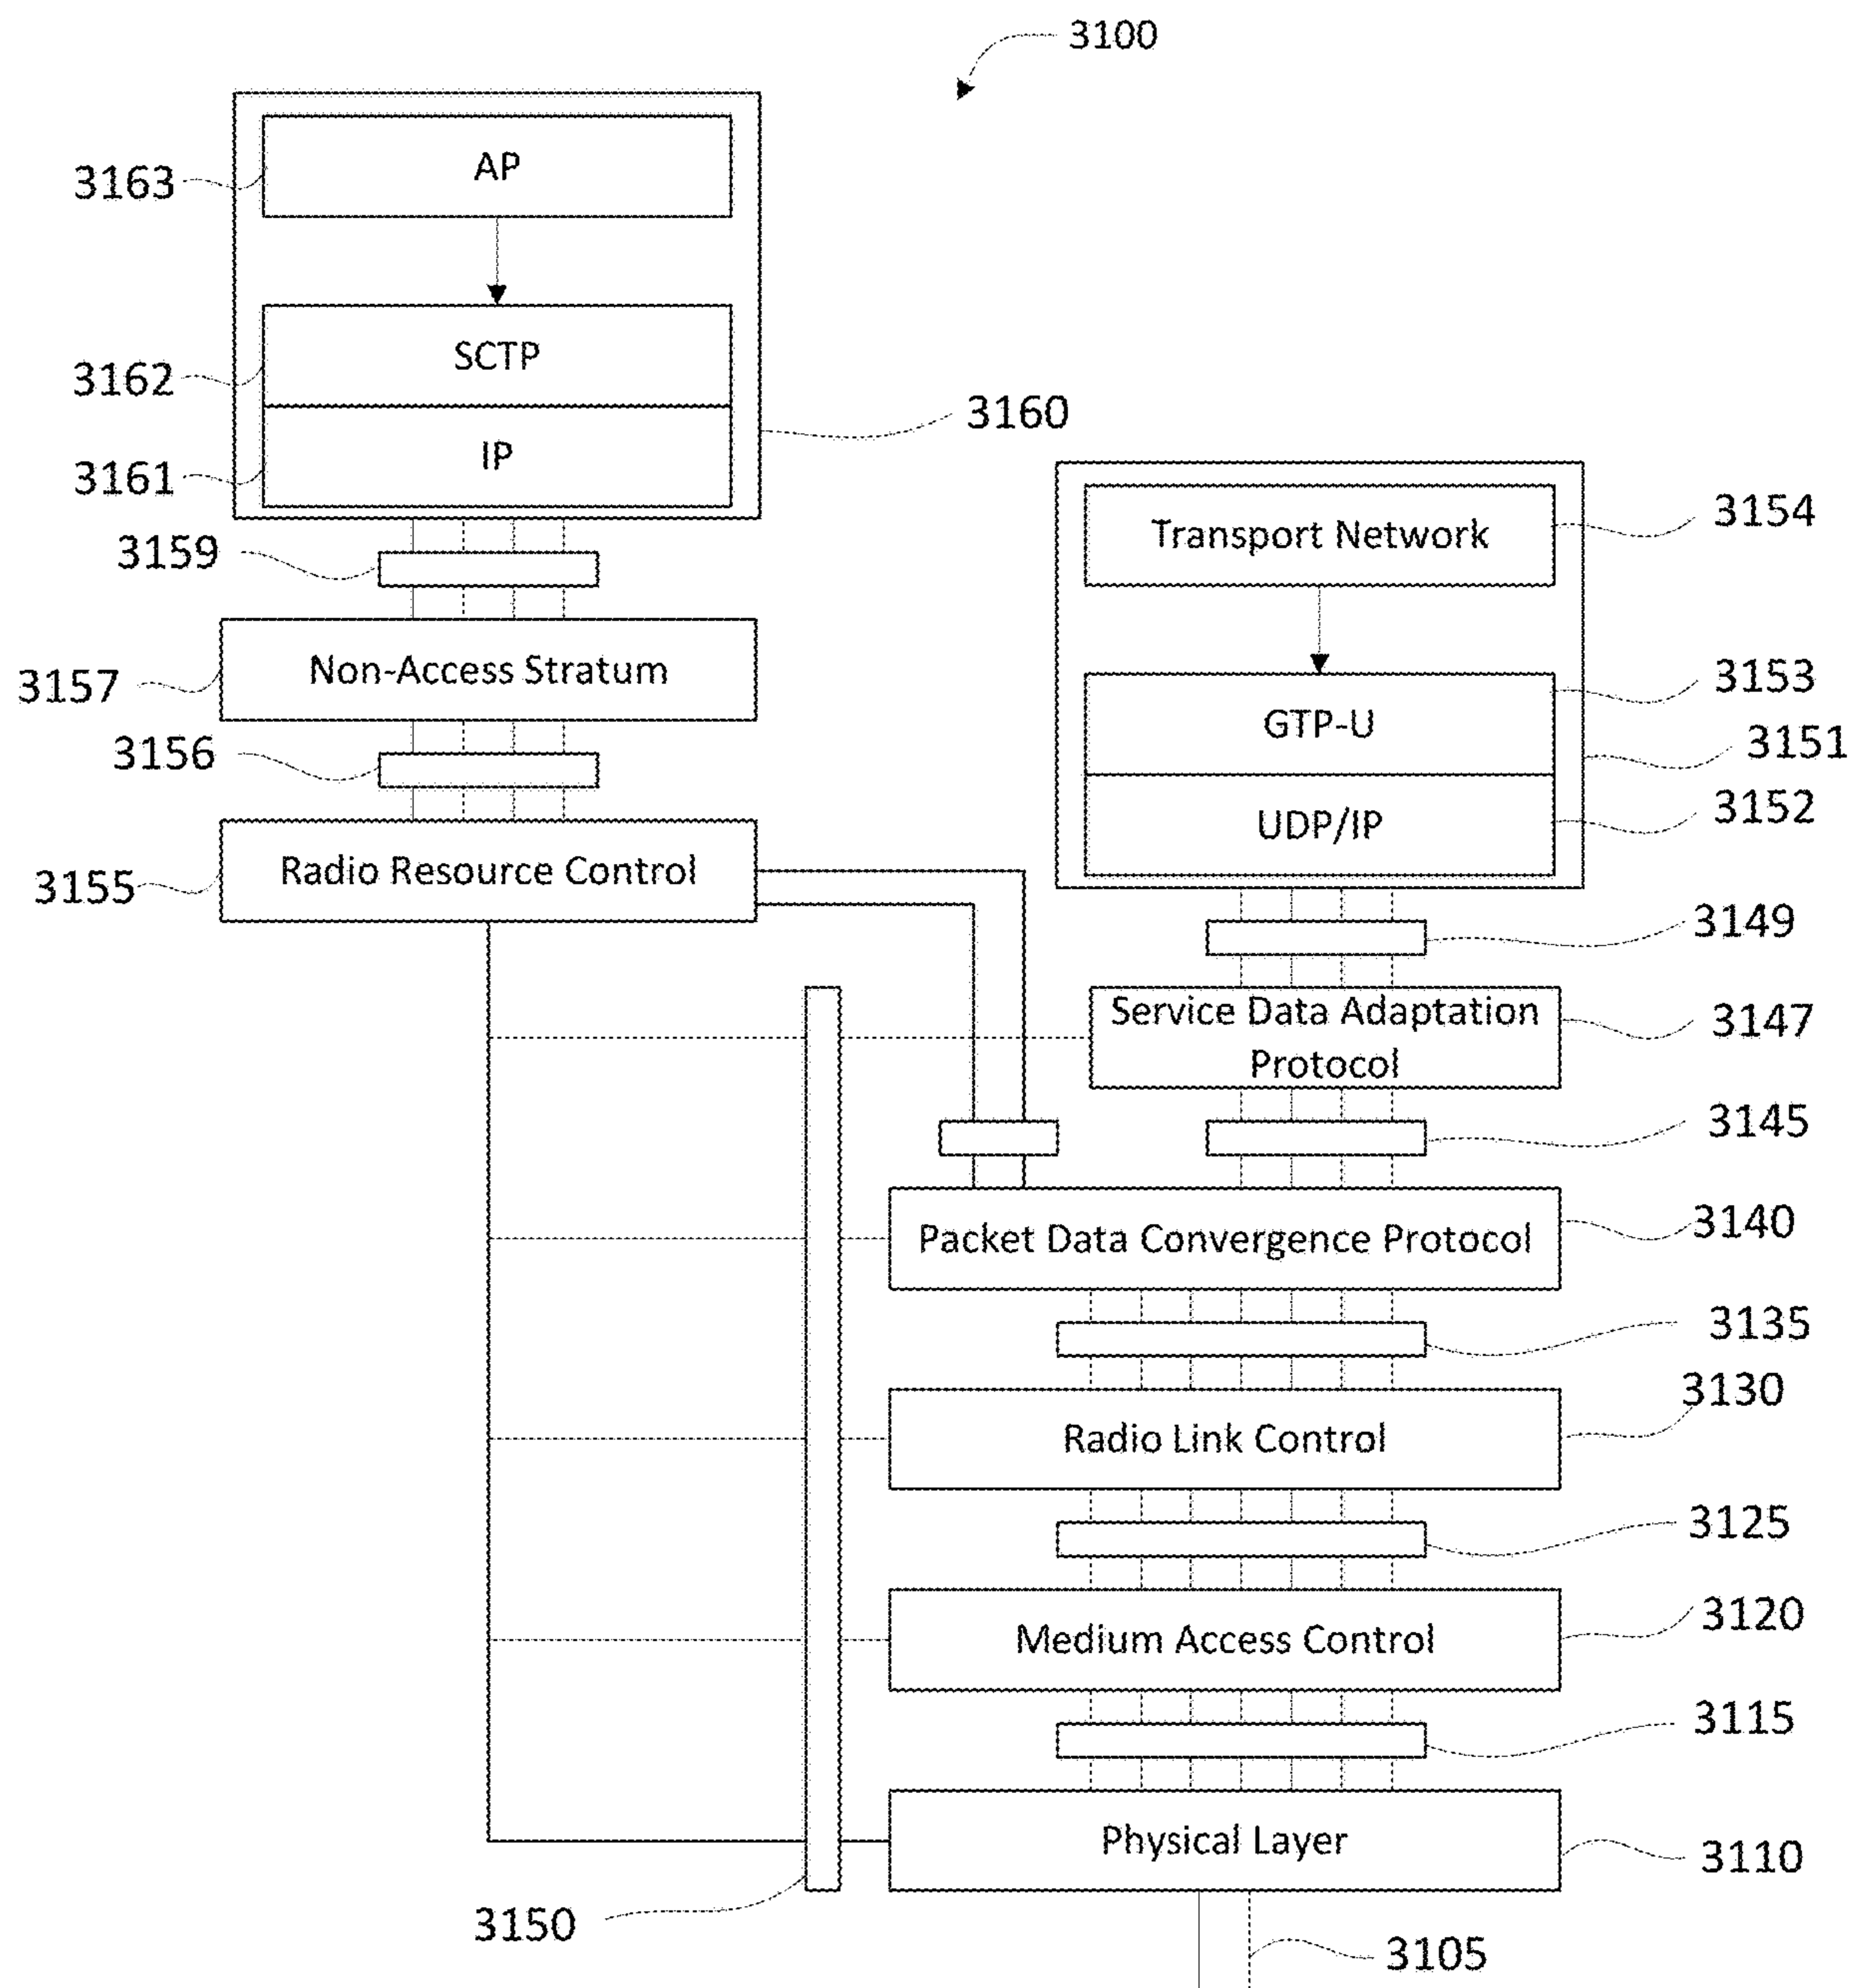 3100
AP
3163
SCTP
3162
3160
IP
3161
3154
Transport Network
3159
Non-Access Stratum
3157
3153
GTP-U
3151
3156
3152
UDP/IP
Radio Resource Control
3155
3149
Service Data Adaptation
Protocol
3147
3145
Packet Data Convergence Protocol
3140
3135
3130
Radio Link Control
3125
3120
Medium Access Control
3115
Physical Layer
3110
3150
3105